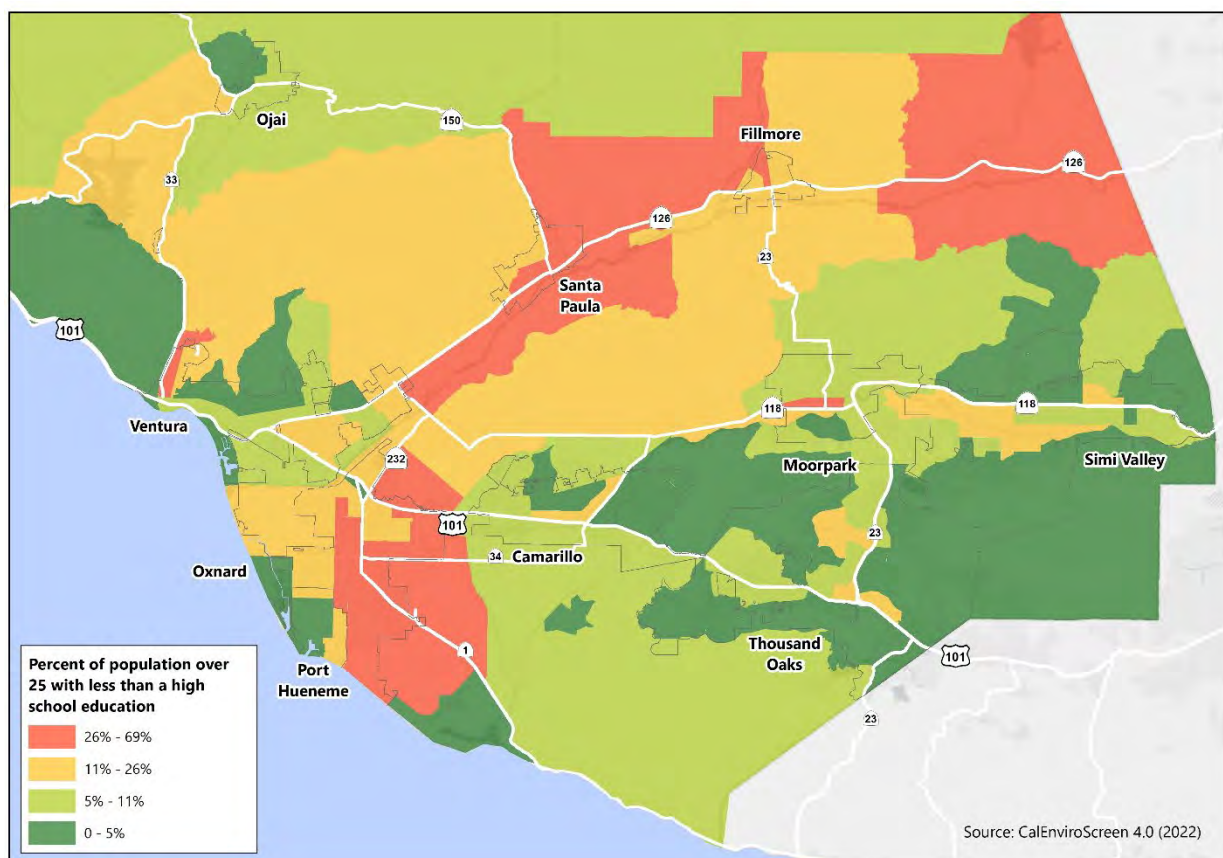 Ojai
150
Fillmore
126
33
126
23
Santa
Paula
101
118
118
Ventura
Moorpark
Simi Valley
232
101
23
34
Camarillo
Oxnard
Thousand
Oaks
1
101
Port
Hueneme
23
Percent of population over
25 with less than a high
school education
26% - 69%
11% - 26%
5% - 11%
0 - 5%
Source: CalEnviroScreen 4.0 (2022)